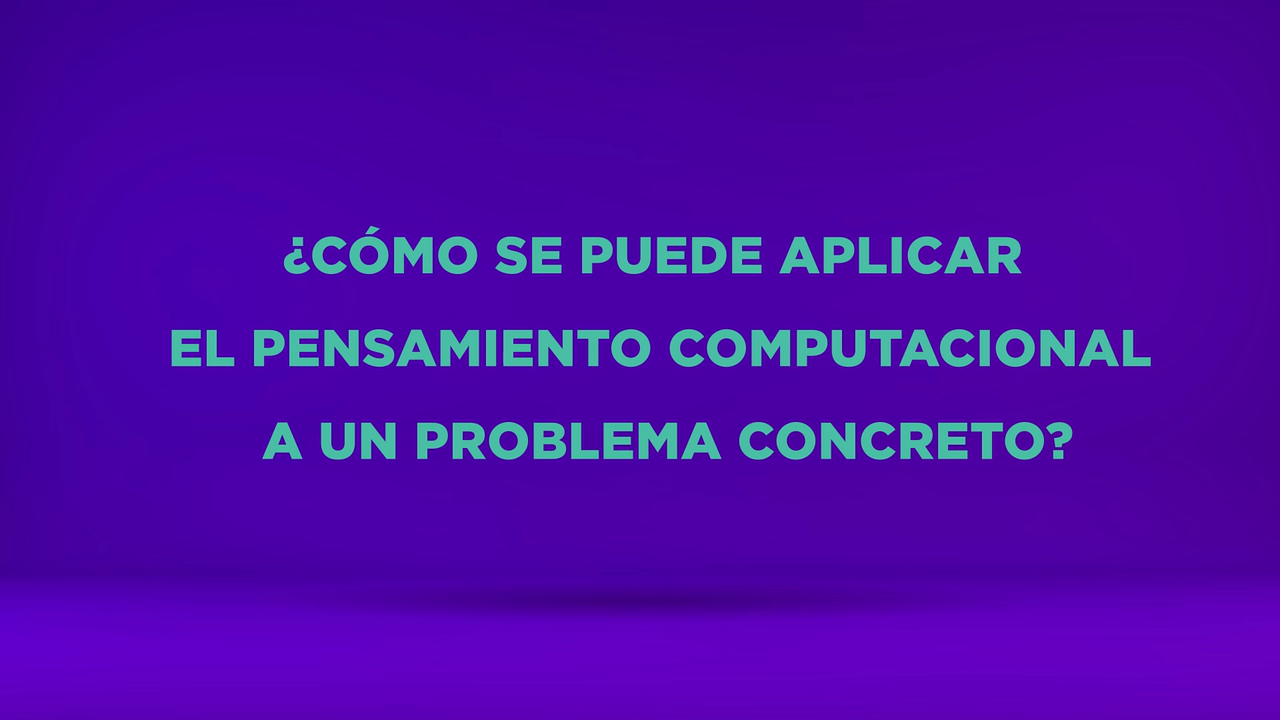 ¿CÓMO SE PUEDE APLICAR
EL PENSAMIENTO COMPUTACIONAL
A UN PROBLEMA CONCRETO?